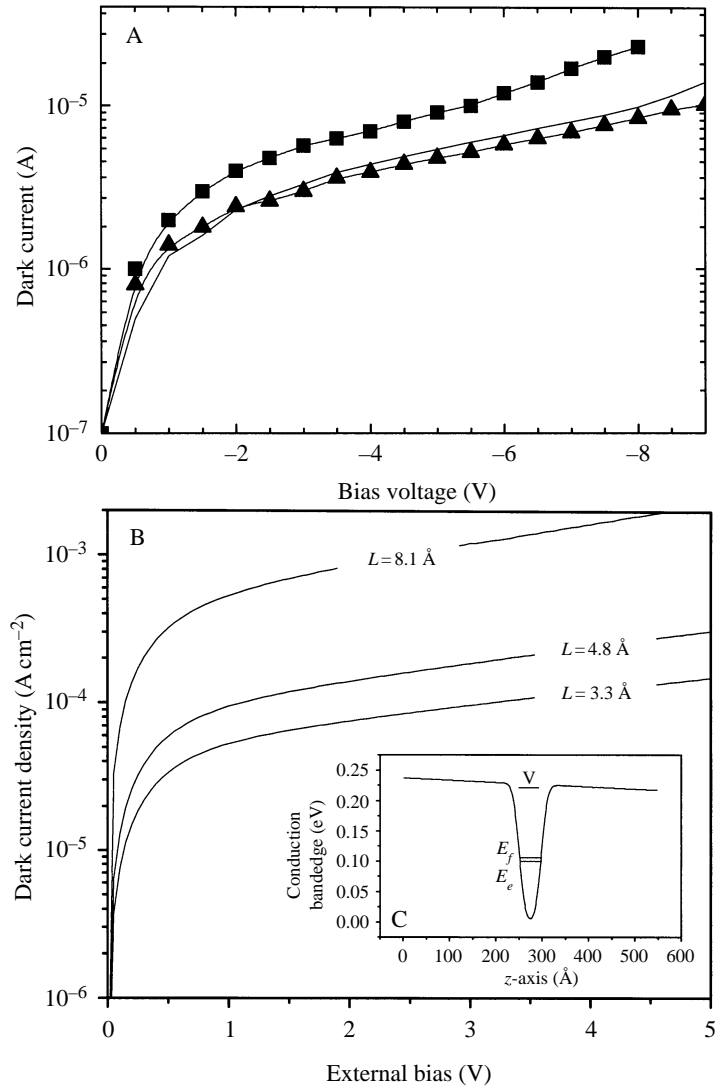 A
10⁻⁵
10⁻⁶
10⁻⁷
Dark current (A)
0 −2 −4 −6 −8
Bias voltage (V)
B
10⁻³
10⁻⁴
10⁻⁵
10⁻⁶
Dark current density (A cm⁻²)
L = 8.1 Å
L = 4.8 Å
L = 3.3 Å
0.25
0.20
0.15
0.10
0.05
0.00
Conduction
bandedge (eV)
V
E_f
E_e
C
0 100 200 300 400 500 600
z-axis (Å)
0 1 2 3 4 5
External bias (V)